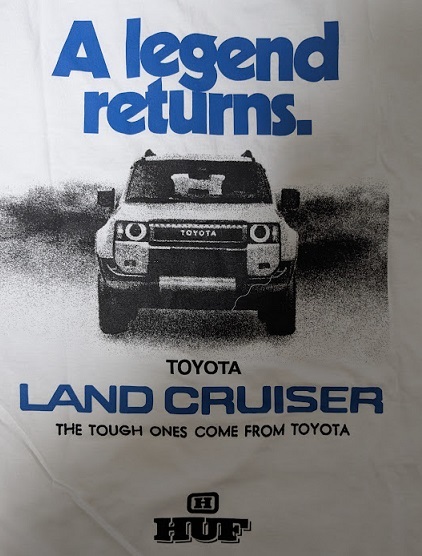 A legend
returns.
TOYOTA
TOYOTA
LAND CRUISER
THE TOUGH ONES COME FROM TOYOTA
H
HUF